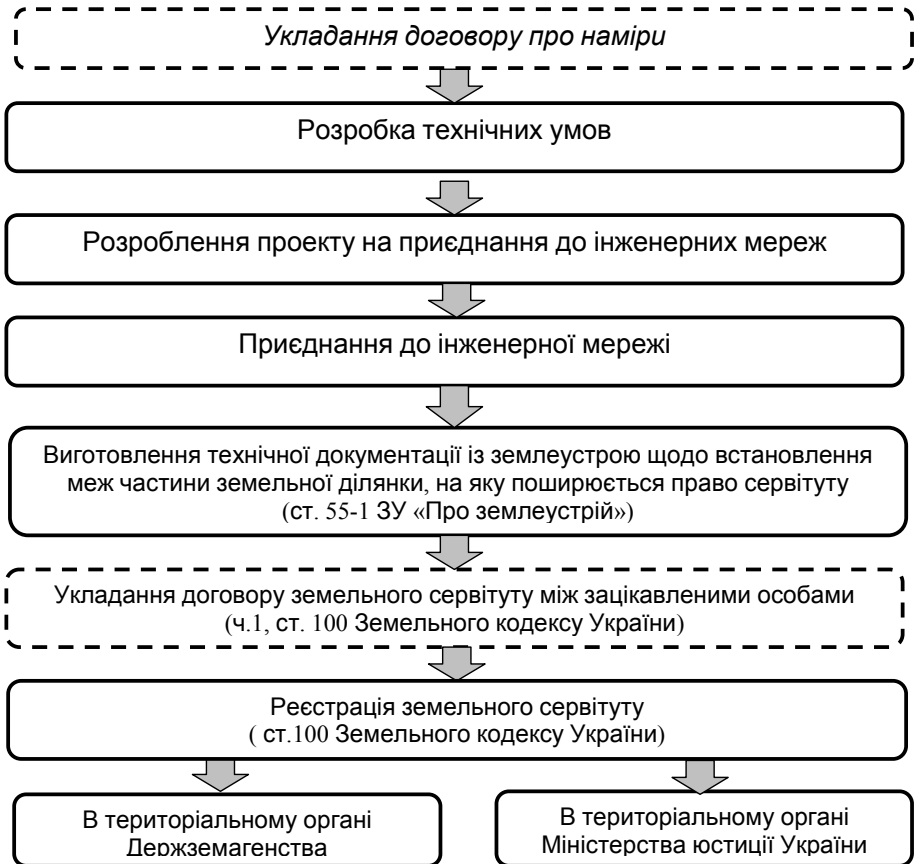 Укладання договору про наміри
Розробка технічних умов
Розроблення проекту на приєднання до інженерних мереж
Приєднання до інженерної мережі
Виготовлення технічної документації із землеустрою щодо встановлення
меж частини земельної ділянки, на яку поширюється право сервітуту
(ст. 55-1 ЗУ «Про землеустрій»)
Укладання договору земельного сервітуту між зацікавленими особами
(ч.1, ст. 100 Земельного кодексу України)
Реєстрація земельного сервітуту
( ст.100 Земельного кодексу України)
В територіальному органі
Держземагенства
В територіальному органі
Міністерства юстиції України